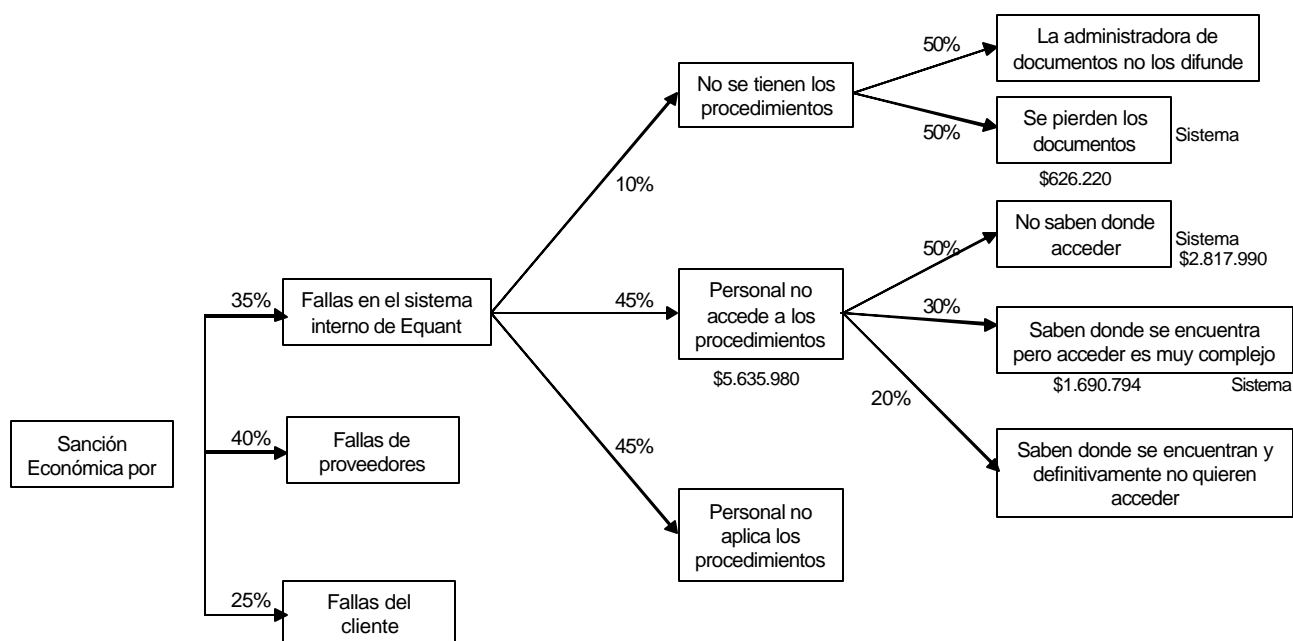 50%
La administradora de
documentos no los difunde
No se tienen los
procedimientos
50%
Se pierden los
documentos
Sistema
$626.220
10%
No saben donde
acceder
Sistema
$2.817.990
50%
35%
Fallas en el sistema
interno de Equant
45%
Personal no
accede a los
procedimientos
$5.635.980
30%
Saben donde se encuentra
pero acceder es muy complejo
$1.690.794
Sistema
20%
Sanción
Económica por
40%
Fallas de
proveedores
45%
Saben donde se encuentran y
definitivamente no quieren
acceder
Personal no
aplica los
procedimientos
25%
Fallas del
cliente